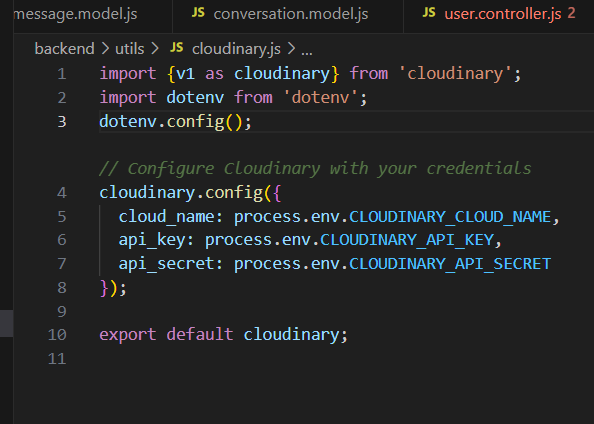 message.model.js JS conversation.model.js JS user.controller.js 2
backend > utils > JS cloudinary.js > ...
1 import {v1 as cloudinary} from 'cloudinary';
2 import dotenv from 'dotenv';
3 dotenv.config();
// Configure Cloudinary with your credentials
4 cloudinary.config({
5 cloud_name: process.env.CLOUDINARY_CLOUD_NAME,
6 api_key: process.env.CLOUDINARY_API_KEY,
7 api_secret: process.env.CLOUDINARY_API_SECRET
8 });
9
10 export default cloudinary;
11